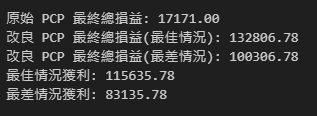 原始 PCP 最終總損益: 17171.00
改良 PCP 最終總損益(最佳情況): 132806.78
改良 PCP 最終總損益(最差情況): 100306.78
最佳情況獲利: 115635.78
最差情況獲利: 83135.78